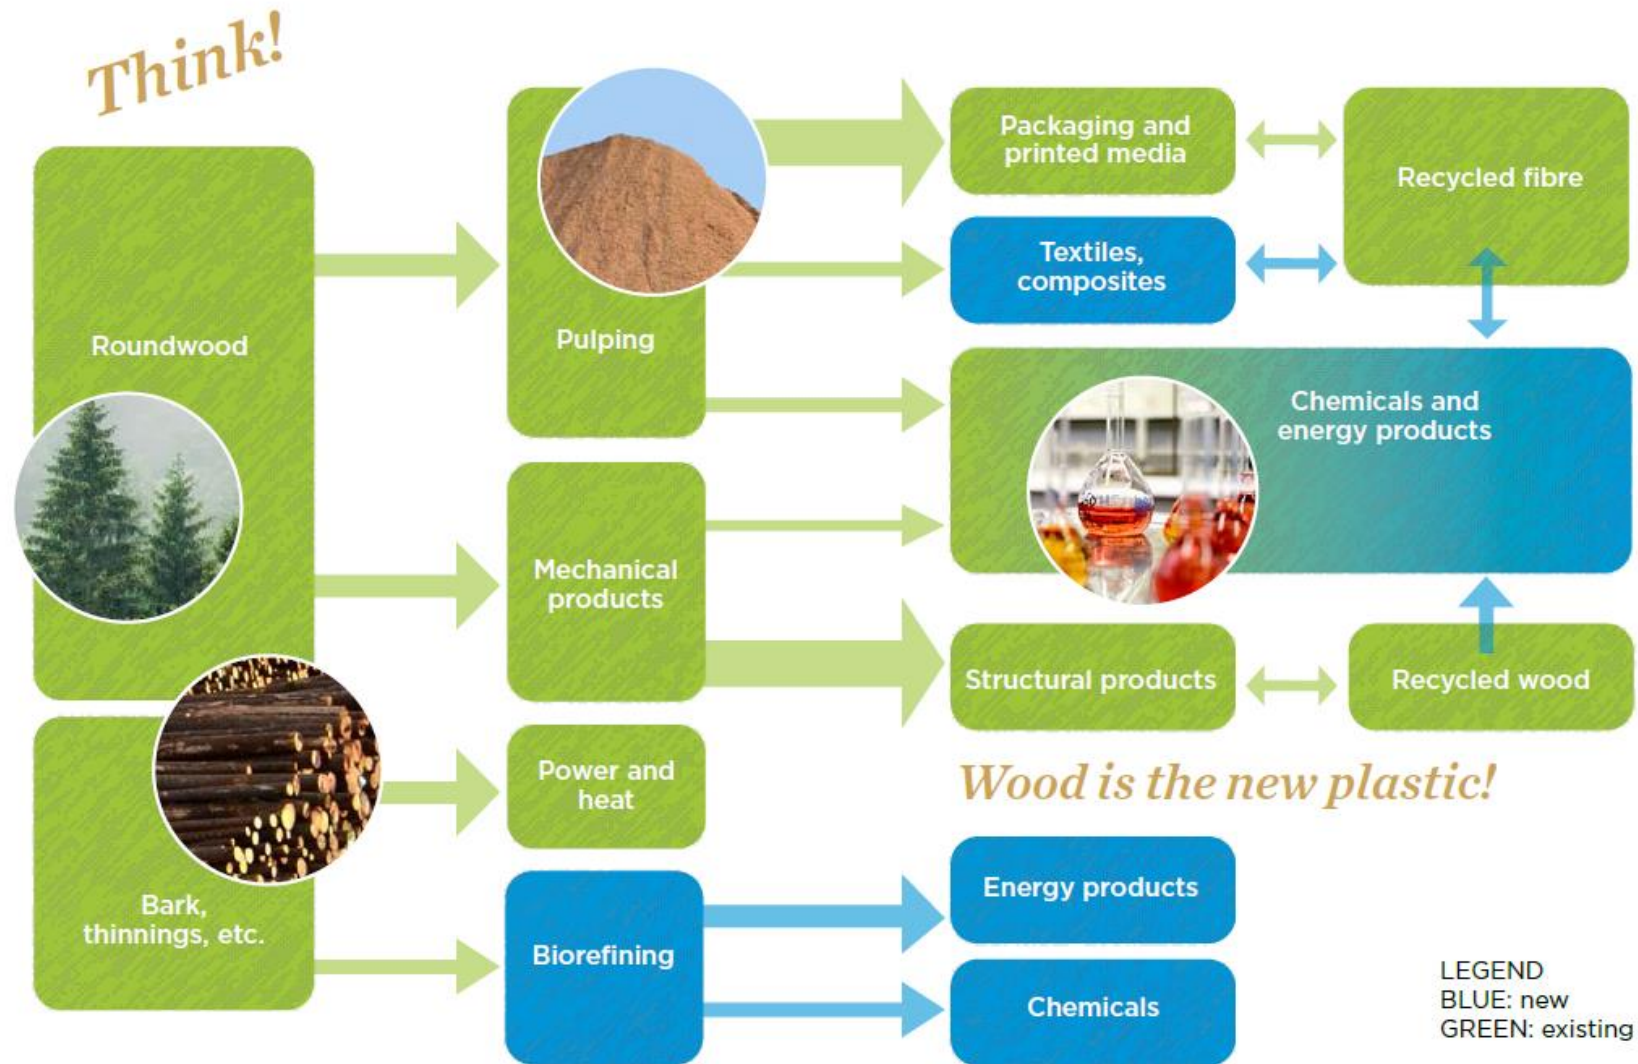 Think!
Roundwood
Bark,
thinnings, etc.
Pulping
Mechanical
products
Power and
heat
Biorefining
Packaging and
printed media
Textiles,
composites
Chemicals and
energy products
Structural products
Recycled fibre
Recycled wood
Wood is the new plastic!
Energy products
Chemicals
LEGEND
BLUE: new
GREEN: existing